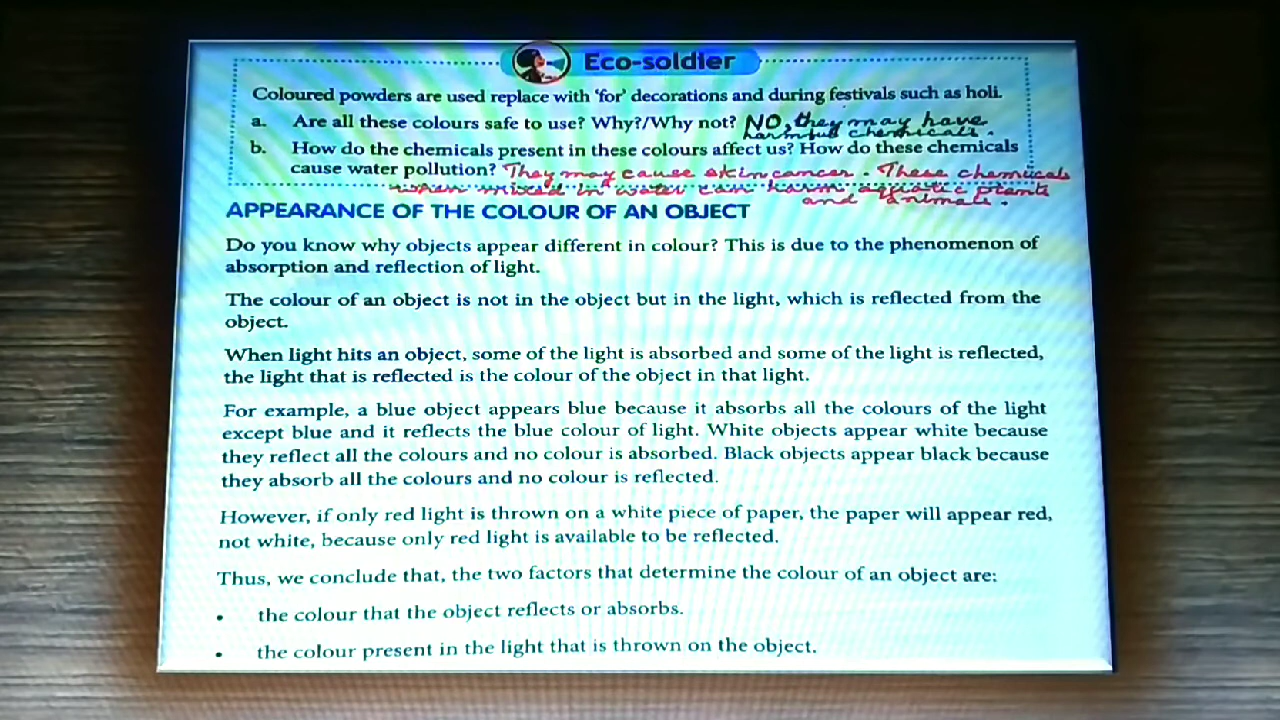 Eco-soldier
Coloured powders are used replace with 'for' decorations and during festivals such as holi.
a. Are all these colours safe to use? Why?/Why not? NO, they may have
harmful chemicals.
b. How do the chemicals present in these colours affect us? How do these chemicals
cause water pollution? They may cause skin cancer. These chemicals
when mixed in water can harm aquatic plants
and animals.
APPEARANCE OF THE COLOUR OF AN OBJECT
Do you know why objects appear different in colour? This is due to the phenomenon of
absorption and reflection of light.
The colour of an object is not in the object but in the light, which is reflected from the
object.
When light hits an object, some of the light is absorbed and some of the light is reflected,
the light that is reflected is the colour of the object in that light.
For example, a blue object appears blue because it absorbs all the colours of the light
except blue and it reflects the blue colour of light. White objects appear white because
they reflect all the colours and no colour is absorbed. Black objects appear black because
they absorb all the colours and no colour is reflected.
However, if only red light is thrown on a white piece of paper, the paper will appear red,
not white, because only red light is available to be reflected.
Thus, we conclude that, the two factors that determine the colour of an object are:
• the colour that the object reflects or absorbs.
• the colour present in the light that is thrown on the object.